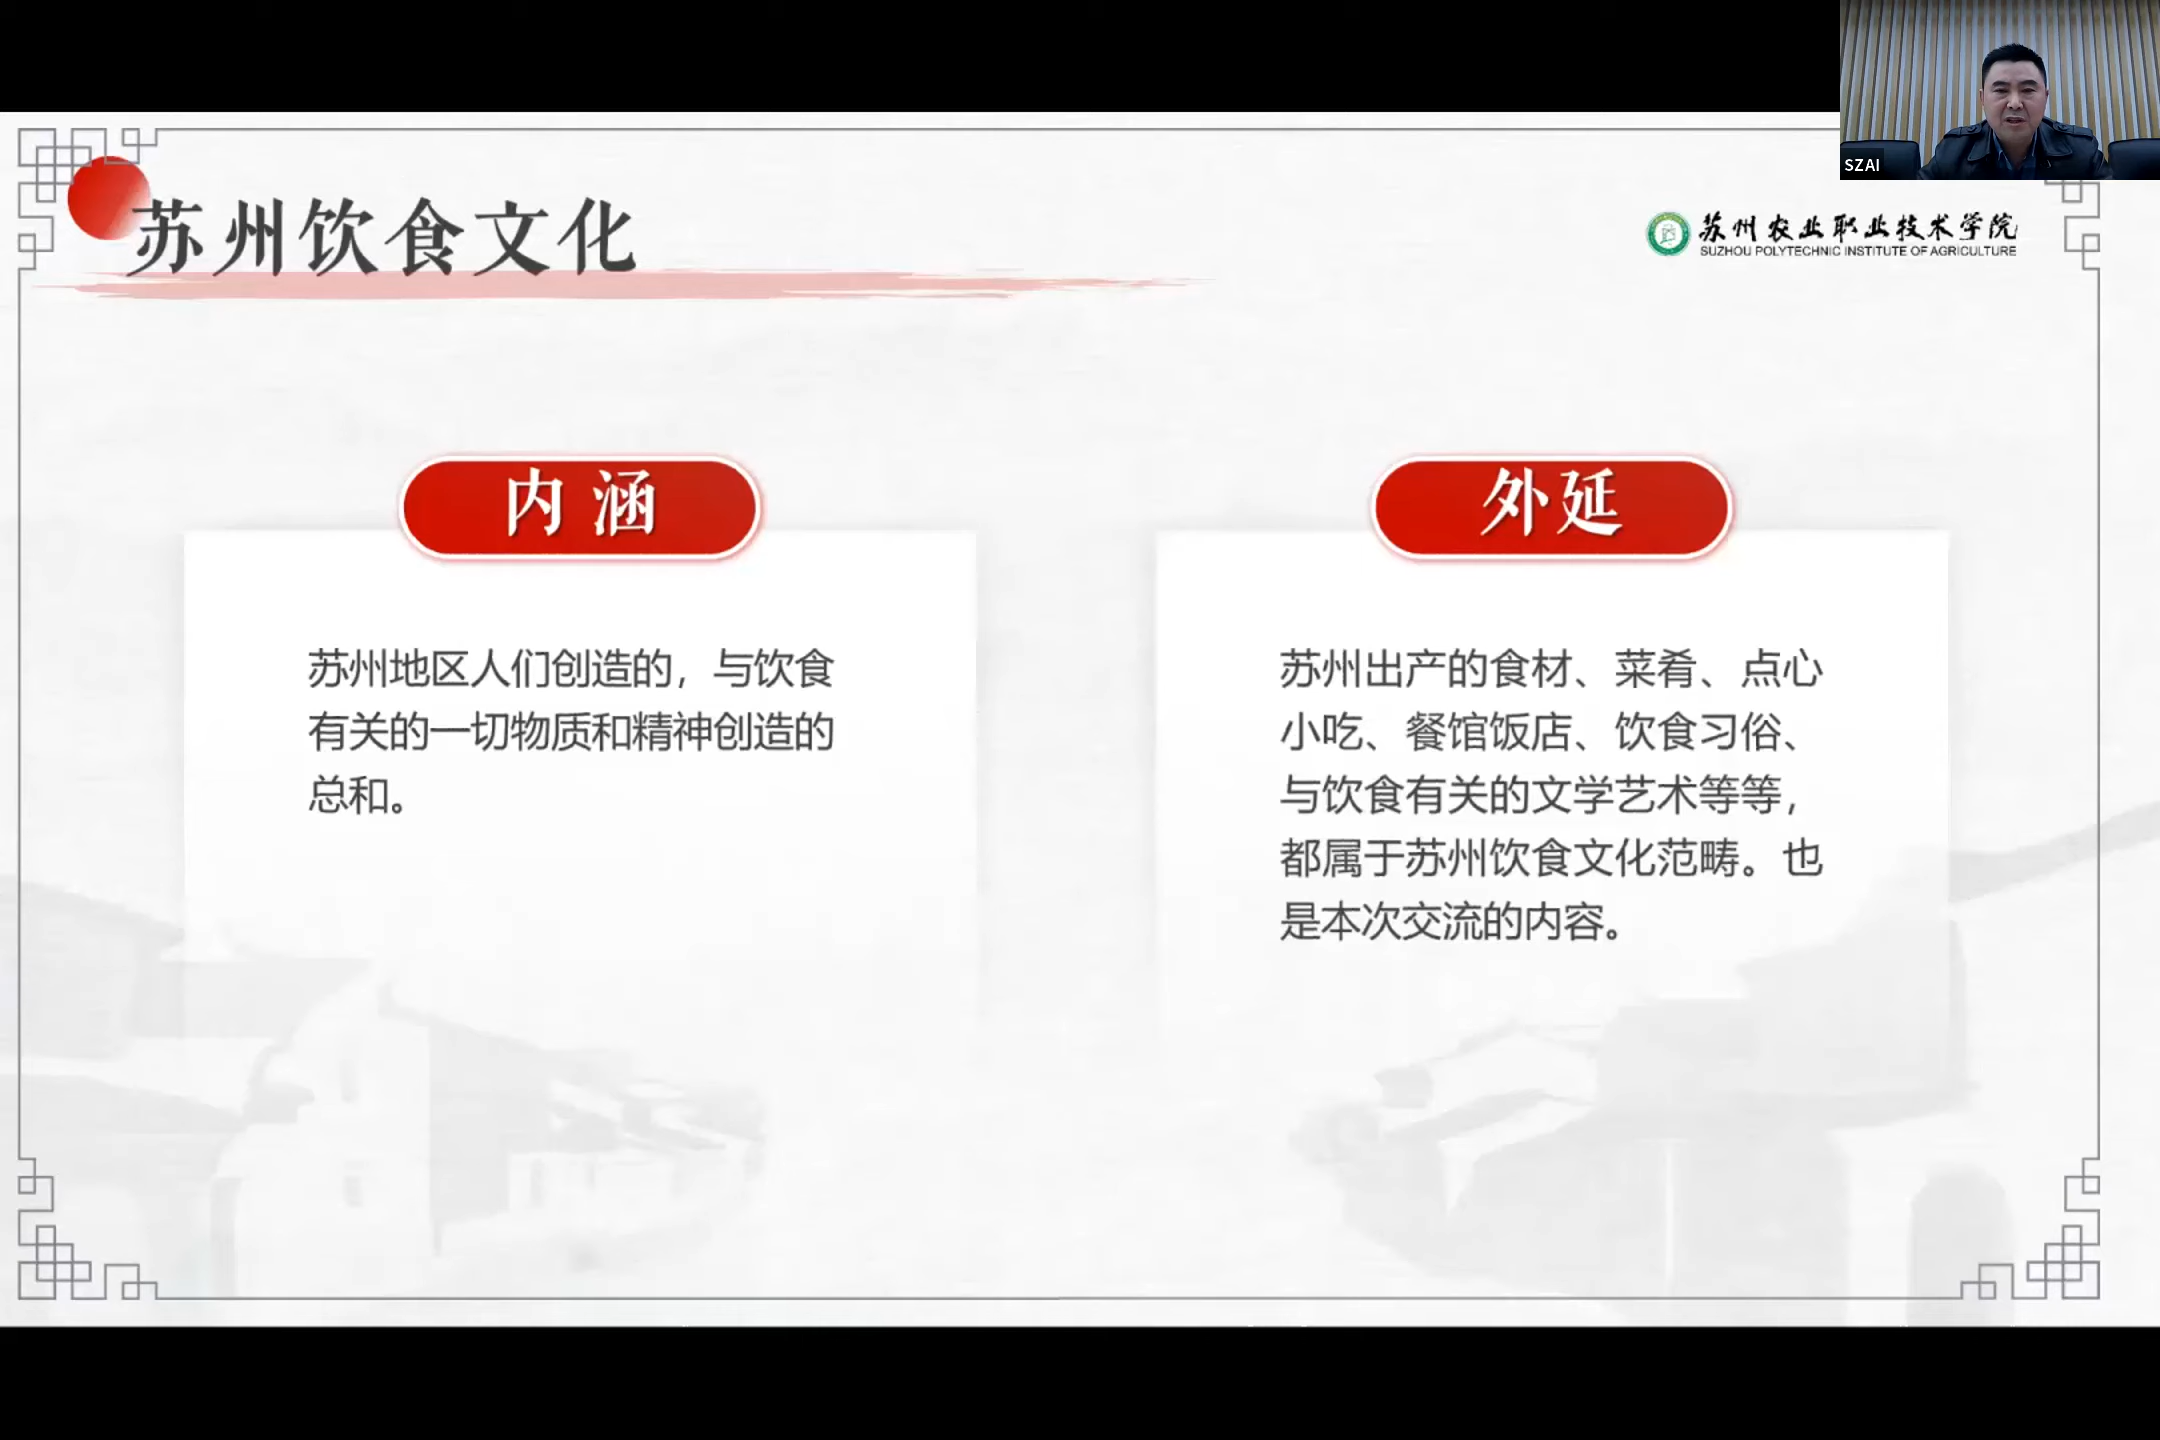 SZAI
苏州饮食文化
苏州农业职业技术学院
SUZHOU POLYTECHNIC INSTITUTE OF AGRICULTURE
内涵
苏州地区人们创造的，与饮食
有关的一切物质和精神创造的
总和。
外延
苏州出产的食材、菜肴、点心
小吃、餐馆饭店、饮食习俗、
与饮食有关的文学艺术等等，
都属于苏州饮食文化范畴。也
是本次交流的内容。